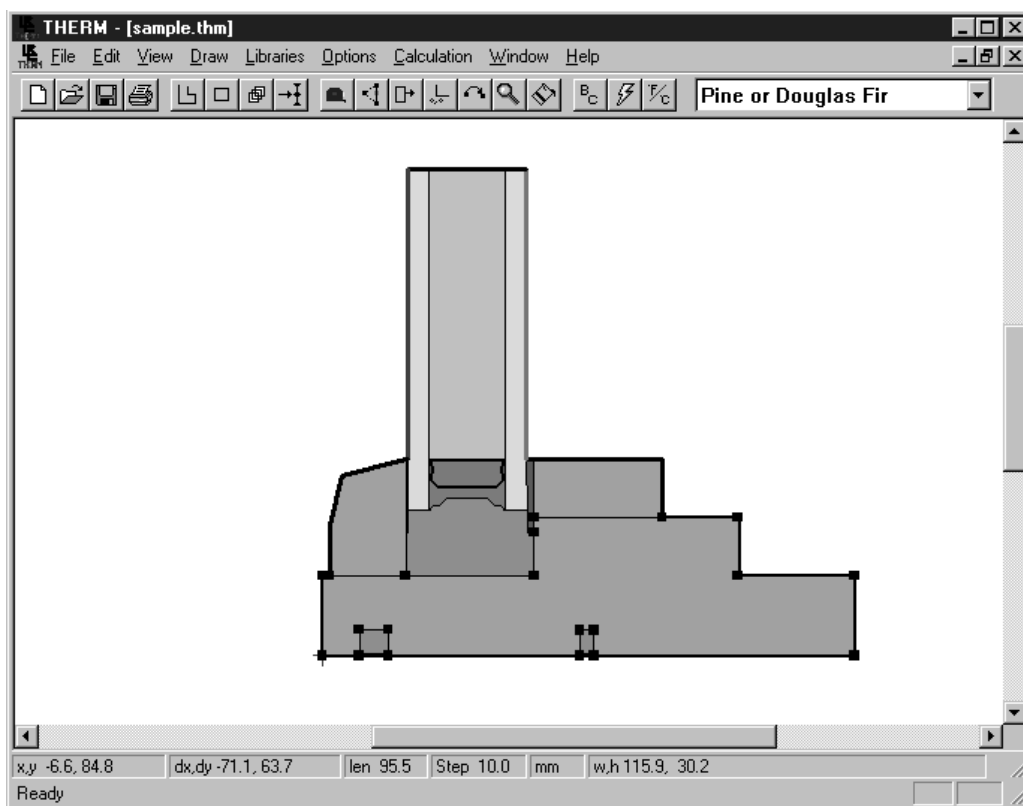 THERM - [sample.thm]
File Edit View Draw Libraries Options Calculation Window Help
BC F/C Pine or Douglas Fir
x,y -6.6, 84.8 dx,dy -71.1, 63.7 len 95.5 Step 10.0 mm w,h 115.9, 30.2
Ready